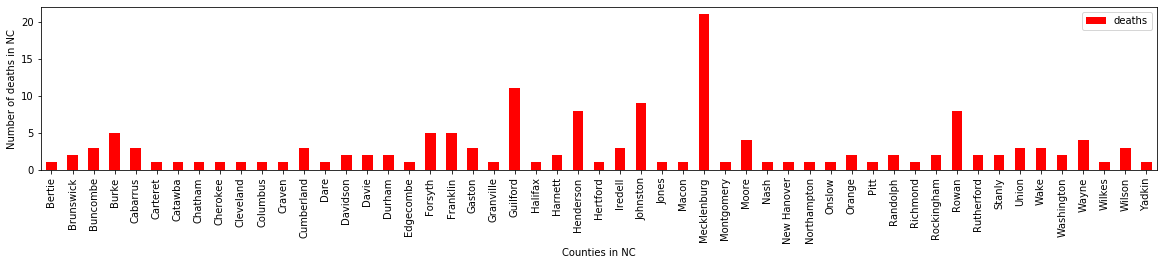 20
15
10
5
0
Number of deaths in NC
deaths
Bertie
Brunswick
Buncombe
Burke
Cabarrus
Carteret
Catawba
Chatham
Cherokee
Cleveland
Columbus
Craven
Cumberland
Dare
Davidson
Davie
Durham
Edgecombe
Forsyth
Franklin
Gaston
Granville
Guilford
Halifax
Harnett
Henderson
Hertford
Iredell
Johnston
Jones
Macon
Mecklenburg
Montgomery
Moore
Nash
New Hanover
Northampton
Onslow
Orange
Pitt
Randolph
Richmond
Rockingham
Rowan
Rutherford
Stanly
Union
Wake
Washington
Wayne
Wilkes
Wilson
Yadkin
Counties in NC